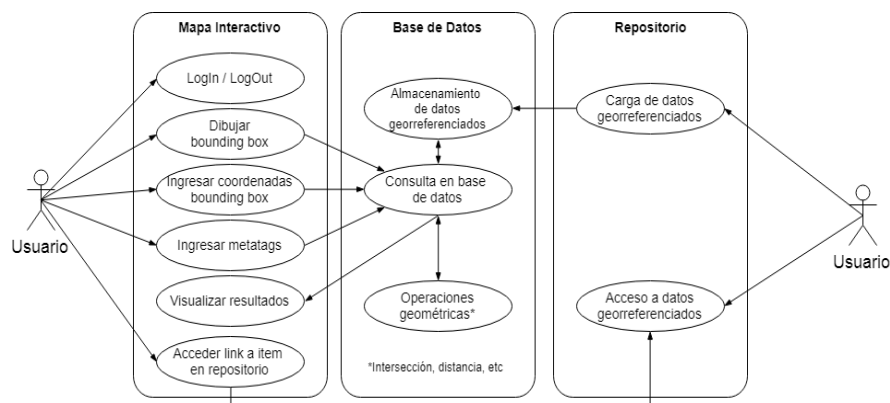 Mapa Interactivo
LogIn / LogOut
Dibujar
bounding box
Ingresar coordenadas
bounding box
Ingresar metatags
Visualizar resultados
Acceder link a item
en repositorio
Usuario
Base de Datos
Almacenamiento
de datos
georreferenciados
Consulta en base
de datos
Operaciones
geométricas*
*Intersección, distancia, etc
Repositorio
Carga de datos
georreferenciados
Acceso a datos
georreferenciados
Usuario